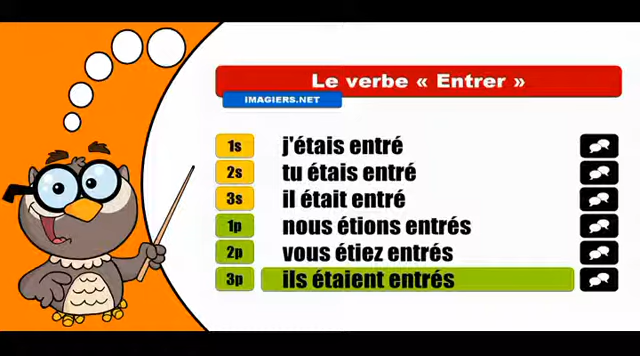 Le verbe « Entrer »
IMAGIERS.NET
1s j'étais entré
2s tu étais entré
3s il était entré
1p nous étions entrés
2p vous étiez entrés
3p ils étaient entrés